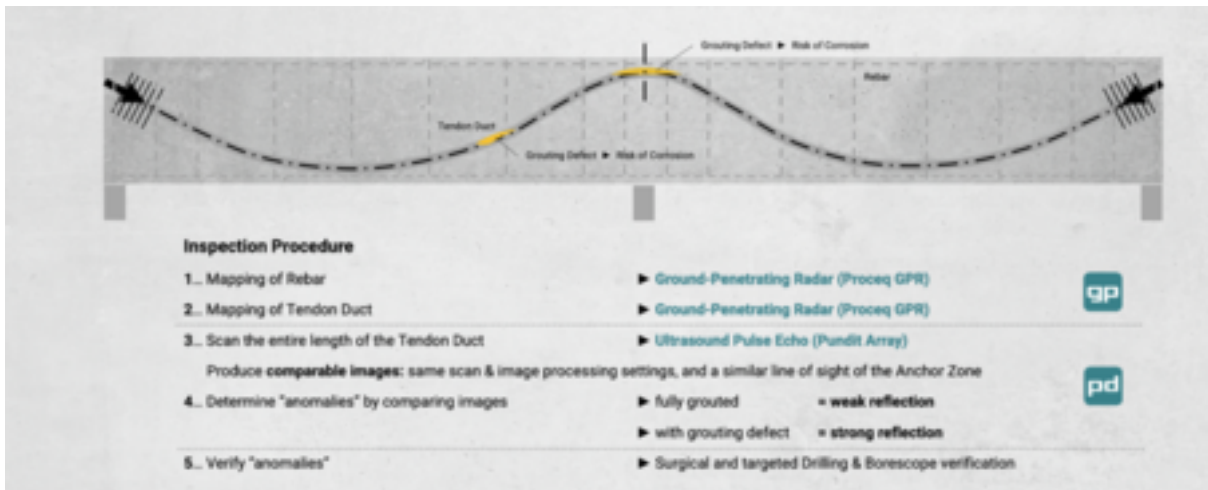 Grouting Defect ► Risk of Corrosion
Rebar
Tendon Duct
Grouting Defect ► Risk of Corrosion
Inspection Procedure
1... Mapping of Rebar ► Ground-Penetrating Radar (Proceq GPR)
gp
2... Mapping of Tendon Duct ► Ground-Penetrating Radar (Proceq GPR)
3... Scan the entire length of the Tendon Duct ► Ultrasound Pulse Echo (Pundit Array)
Produce comparable images: same scan & image processing settings, and a similar line of sight of the Anchor Zone
pd
4... Determine "anomalies" by comparing images ► fully grouted = weak reflection
► with grouting defect = strong reflection
5... Verify "anomalies" ► Surgical and targeted Drilling & Borescope verification